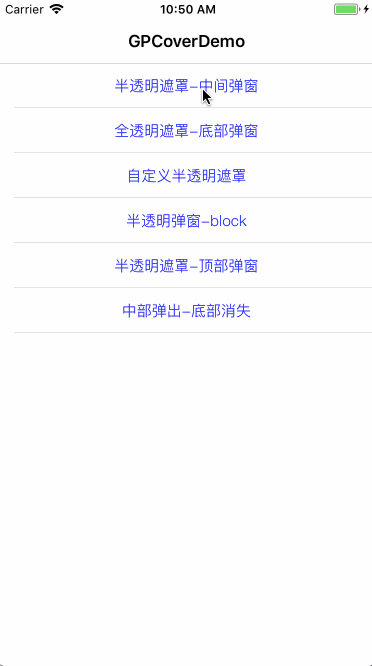 Carrier 10:50 AM
GPCoverDemo
半透明遮罩-中间弹窗
全透明遮罩-底部弹窗
自定义半透明遮罩
半透明弹窗-block
半透明遮罩-顶部弹窗
中部弹出-底部消失